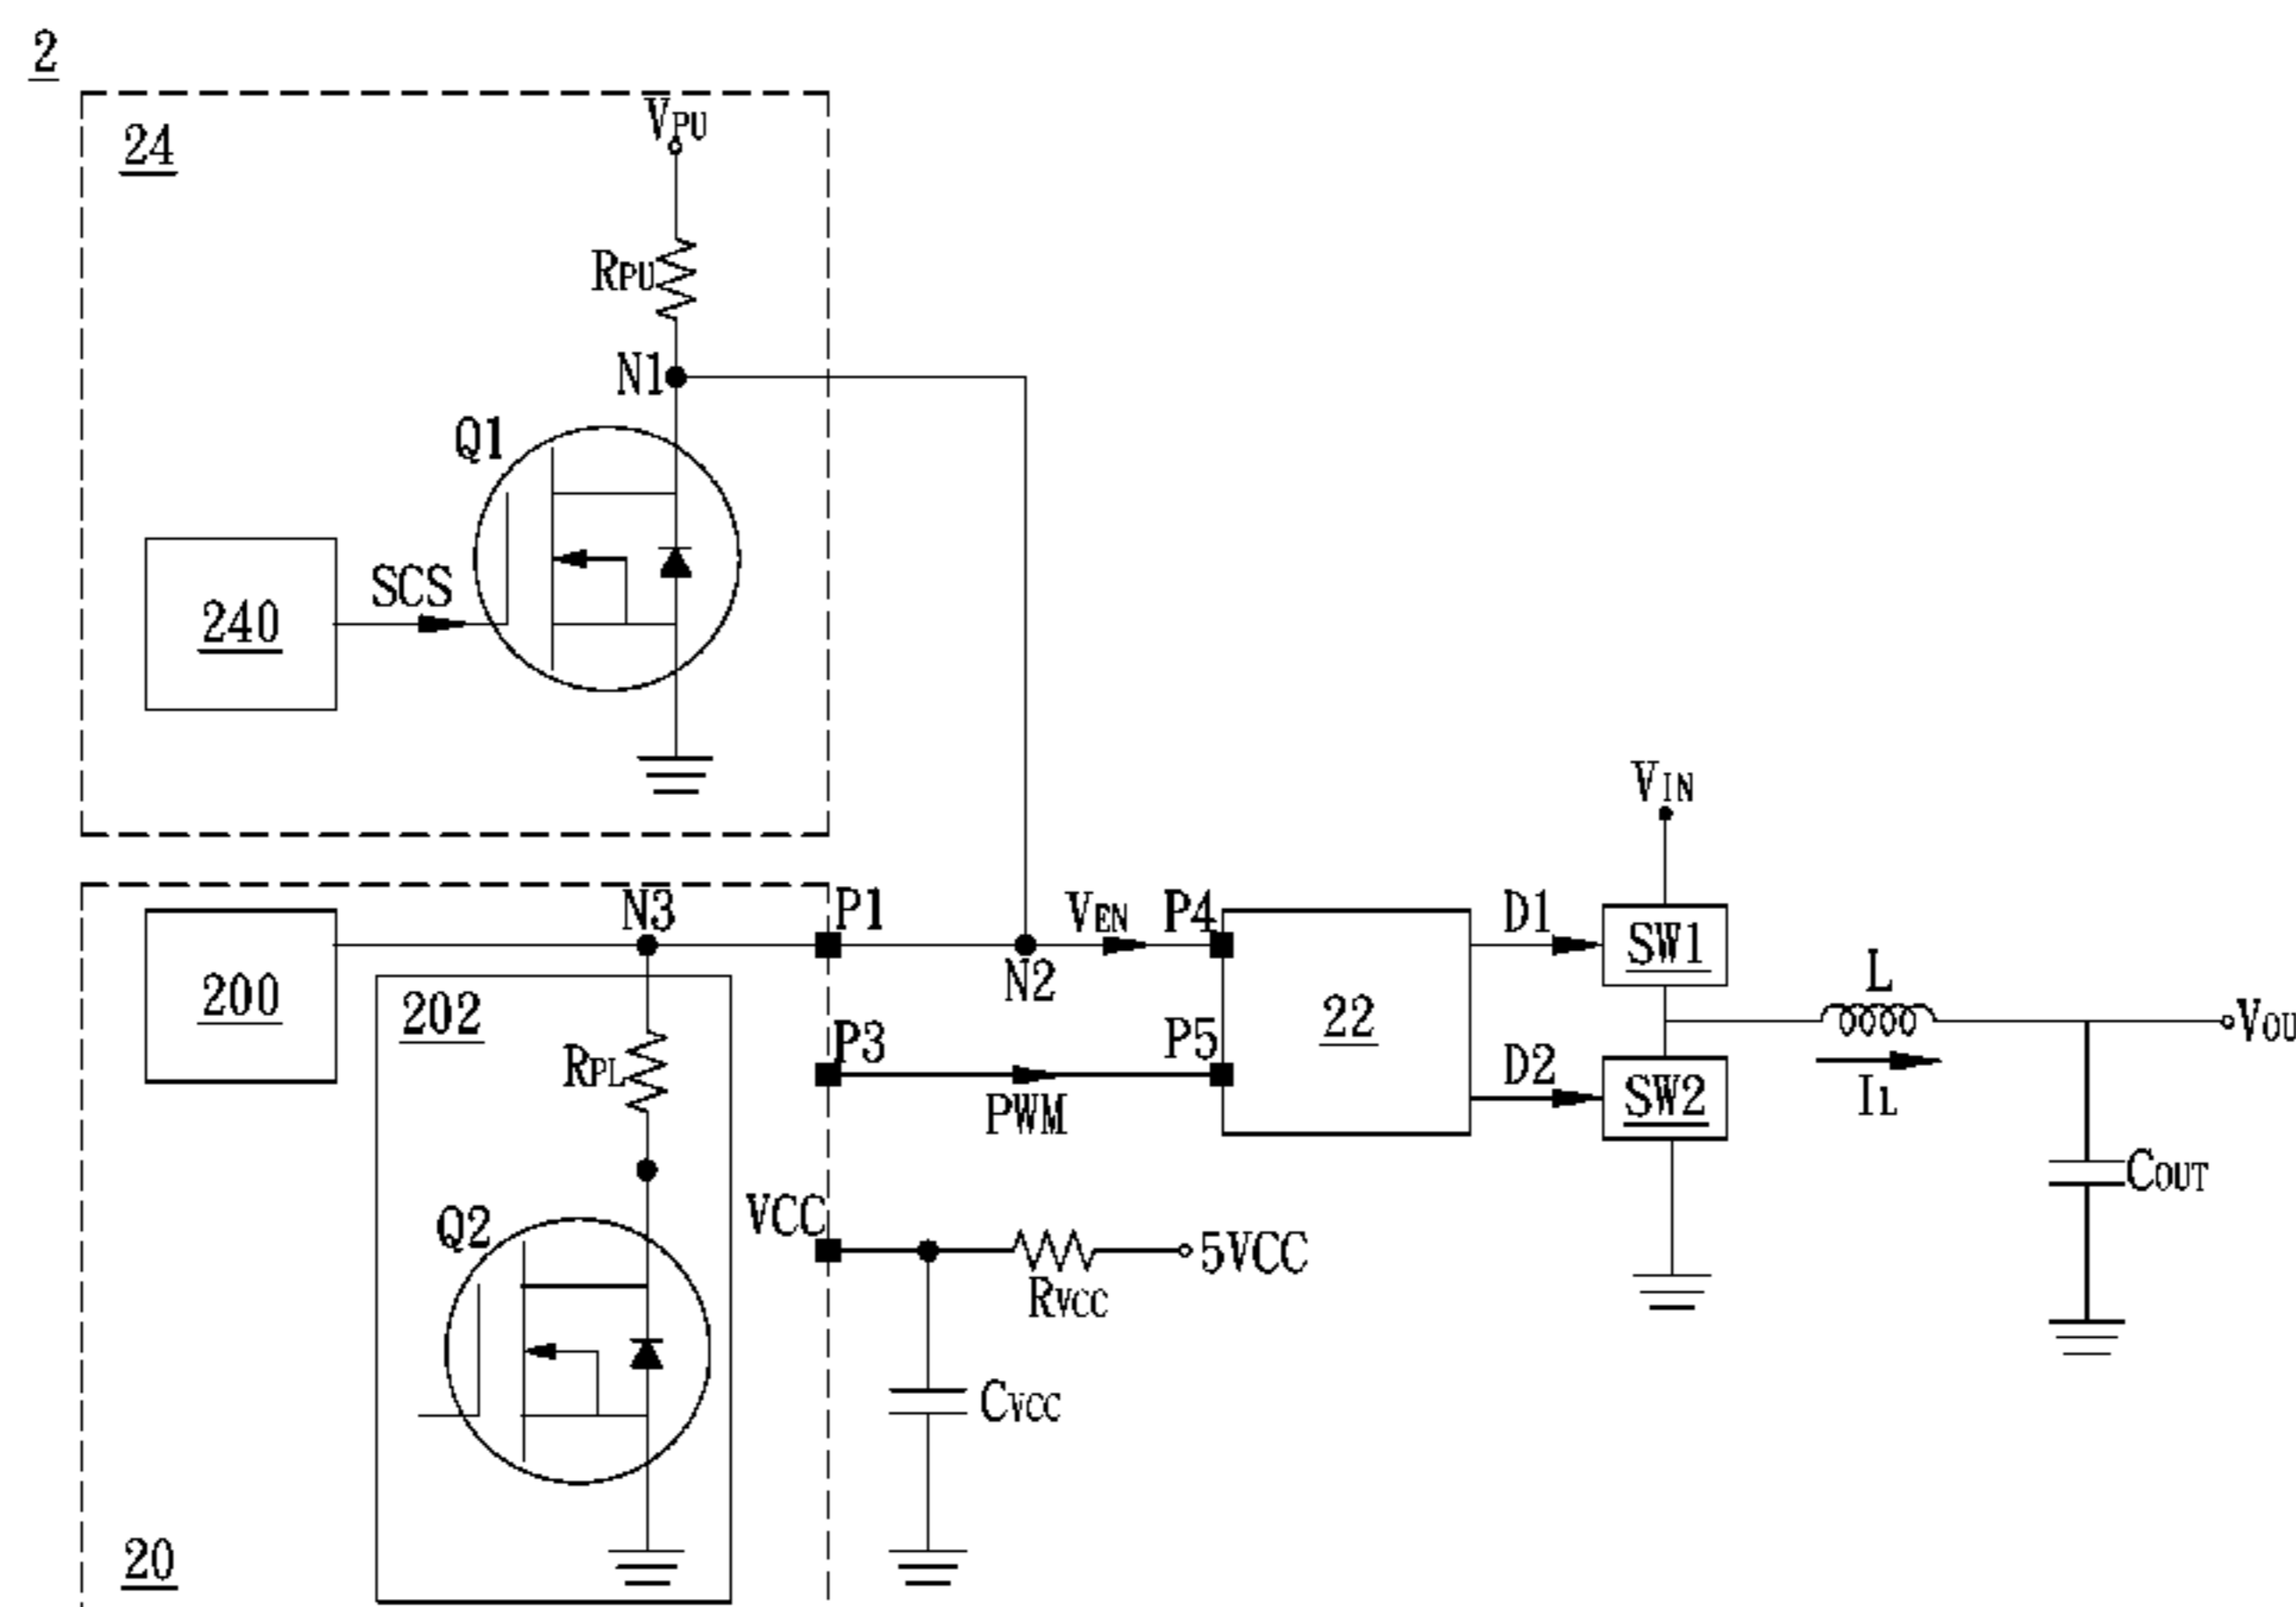 2
24
VPU
RPU
N1
Q1
SCS
240
VIN
N3
P1
VEN
P4
D1
SW1
200
202
N2
L
22
VOU
P3
P5
RPL
PWM
D2
SW2
IL
COUT
Q2
VCC
5VCC
RVCC
CVCC
20